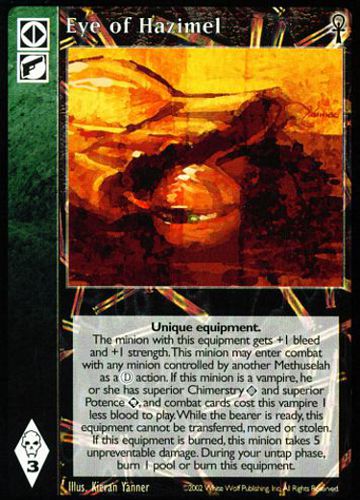 Eye of Hazimel
Unique equipment.
The minion with this equipment gets +1 bleed
and +1 strength. This minion may enter combat
with any minion controlled by another Methuselah
as a Ⓓ action. If this minion is a vampire, he
or she has superior Chimerstry and superior
Potence, and combat cards cost this vampire 1
less blood to play. While the bearer is ready, this
equipment cannot be transferred, moved or stolen.
If this equipment is burned, this minion takes 5
unpreventable damage. During your untap phase,
burn 1 pool or burn this equipment.
3
Illus. Kieran Yanner
©2002 White Wolf Publishing, Inc. All Rights Reserved.